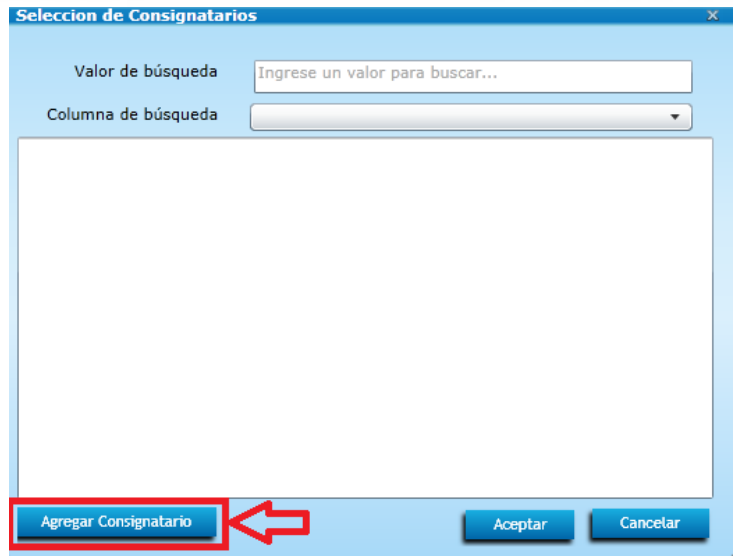 Seleccion de Consignatarios
Valor de búsqueda Ingrese un valor para buscar...
Columna de búsqueda
Agregar Consignatario Aceptar Cancelar